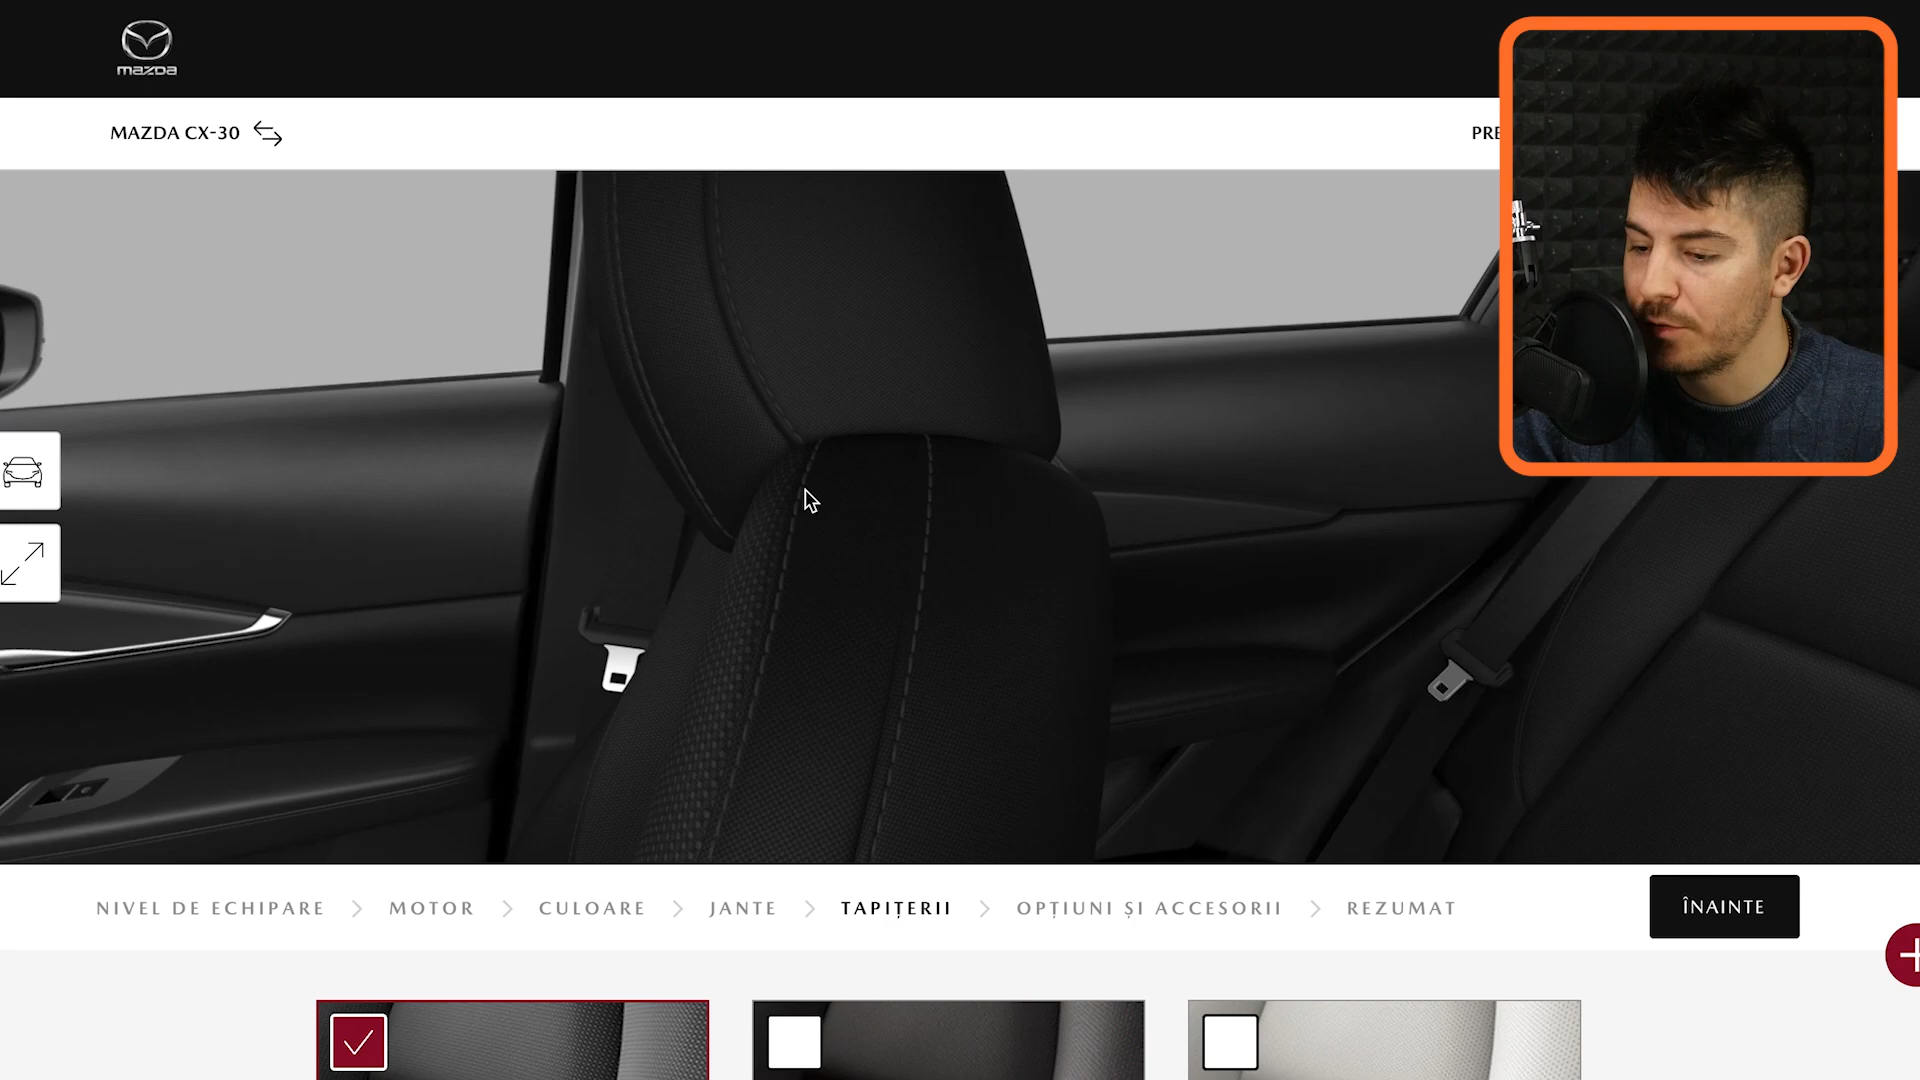 mazda
MAZDA CX-30
PRE
NIVEL DE ECHIPARE
MOTOR
CULOARE
JANTE
TAPIȚERII
OPȚIUNI ȘI ACCESORII
REZUMAT
ÎNAINTE